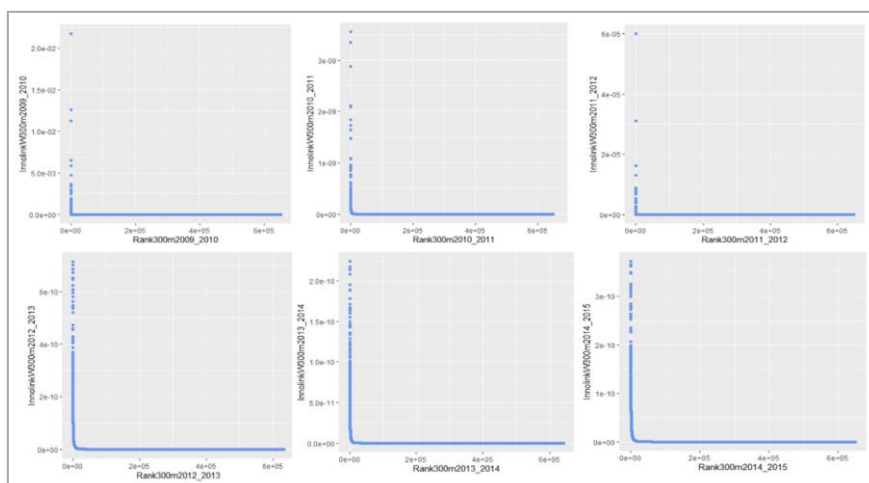 2.0e-02
1.5e-02
1.0e-02
5.0e-03
0.0e+00
InnolinkW300m2009_2010
0e+00 2e+05 4e+05 6e+05
Rank300m2009_2010
3e-09
2e-09
1e-09
0e+00
InnolinkW300m2010_2011
0e+00 2e+05 4e+05 6e+05
Rank300m2010_2011
6e-05
4e-05
2e-05
0e+00
InnolinkW300m2011_2012
0e+00 2e+05 4e+05 6e+05
Rank300m2011_2012
6e-10
4e-10
2e-10
0e+00
InnolinkW300m2012_2013
0e+00 2e+05 4e+05 6e+05
Rank300m2012_2013
2.0e-10
1.5e-10
1.0e-10
5.0e-11
0.0e+00
InnolinkW300m2013_2014
0e+00 2e+05 4e+05 6e+05
Rank300m2013_2014
3e-10
2e-10
1e-10
0e+00
InnolinkW300m2014_2015
0e+00 2e+05 4e+05 6e+05
Rank300m2014_2015